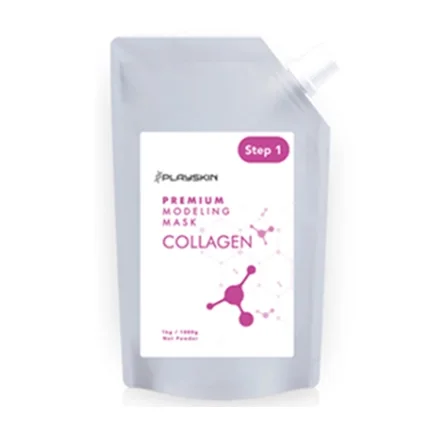 Step 1
PLAYSKIN
PREMIUM
MODELING
MASK
COLLAGEN
1kg / 1000g
Net Powder